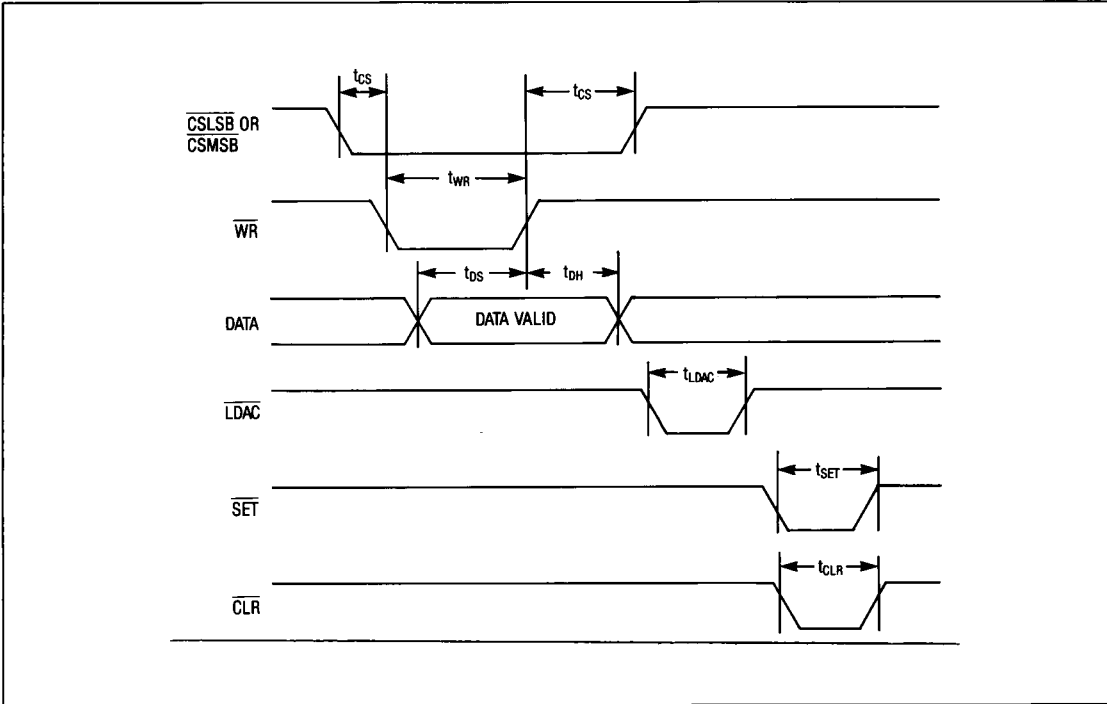 tCS
tCS
CSLSB OR
CSMSB
tWR
WR
tDS
tDH
DATA
DATA VALID
tLDAC
LDAC
tSET
SET
tCLR
CLR